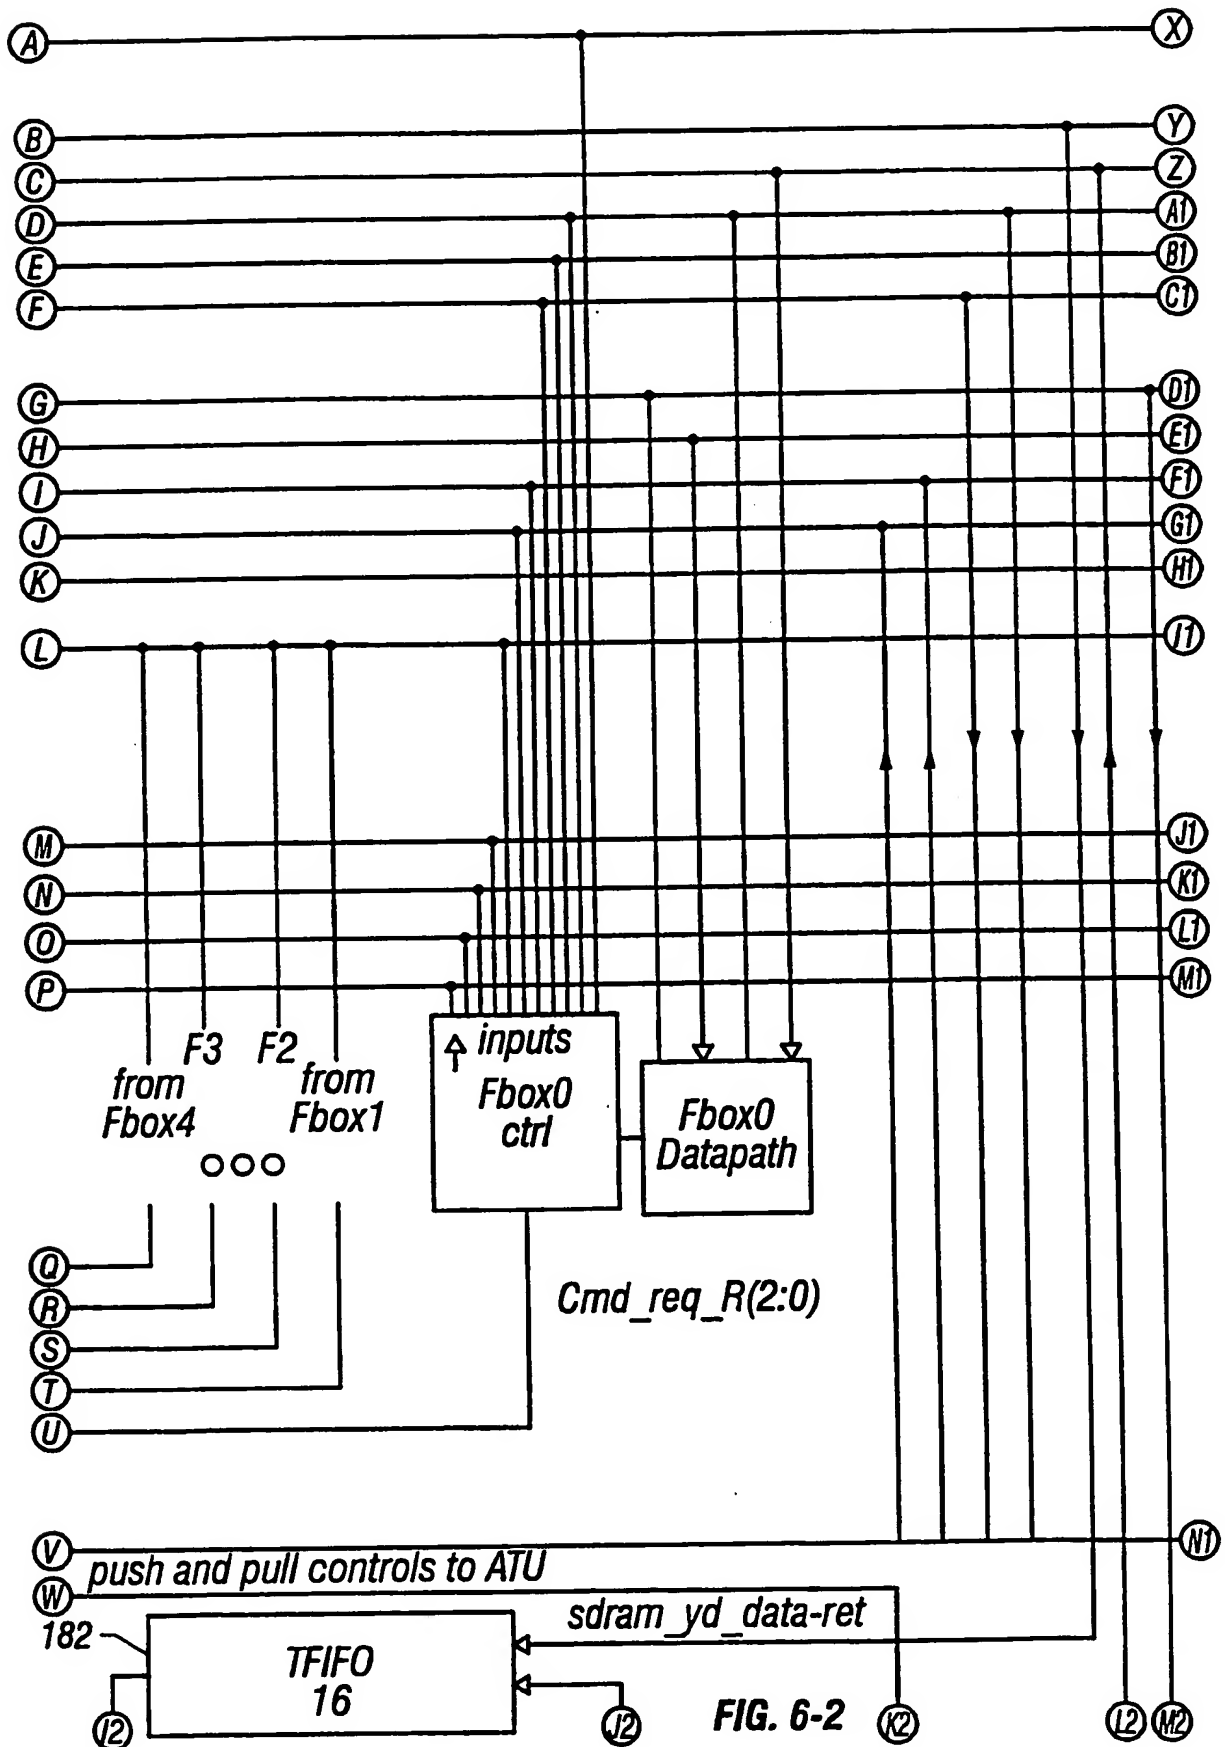 A X
B Y
C Z
D A1
E B1
F C1
G D1
H E1
I F1
J G1
K H1
L I1
M J1
N K1
O L1
P M1
inputs
F3 F2
from
Fbox4
from
Fbox1
Fbox0
ctrl
Fbox0
Datapath
Q
R
S
T
U
Cmd_req_R(2:0)
V N1
push and pull controls to ATU
W
sdram_yd_data-ret
182
TFIFO
16
I2 J2 FIG. 6-2 K2 L2 M2